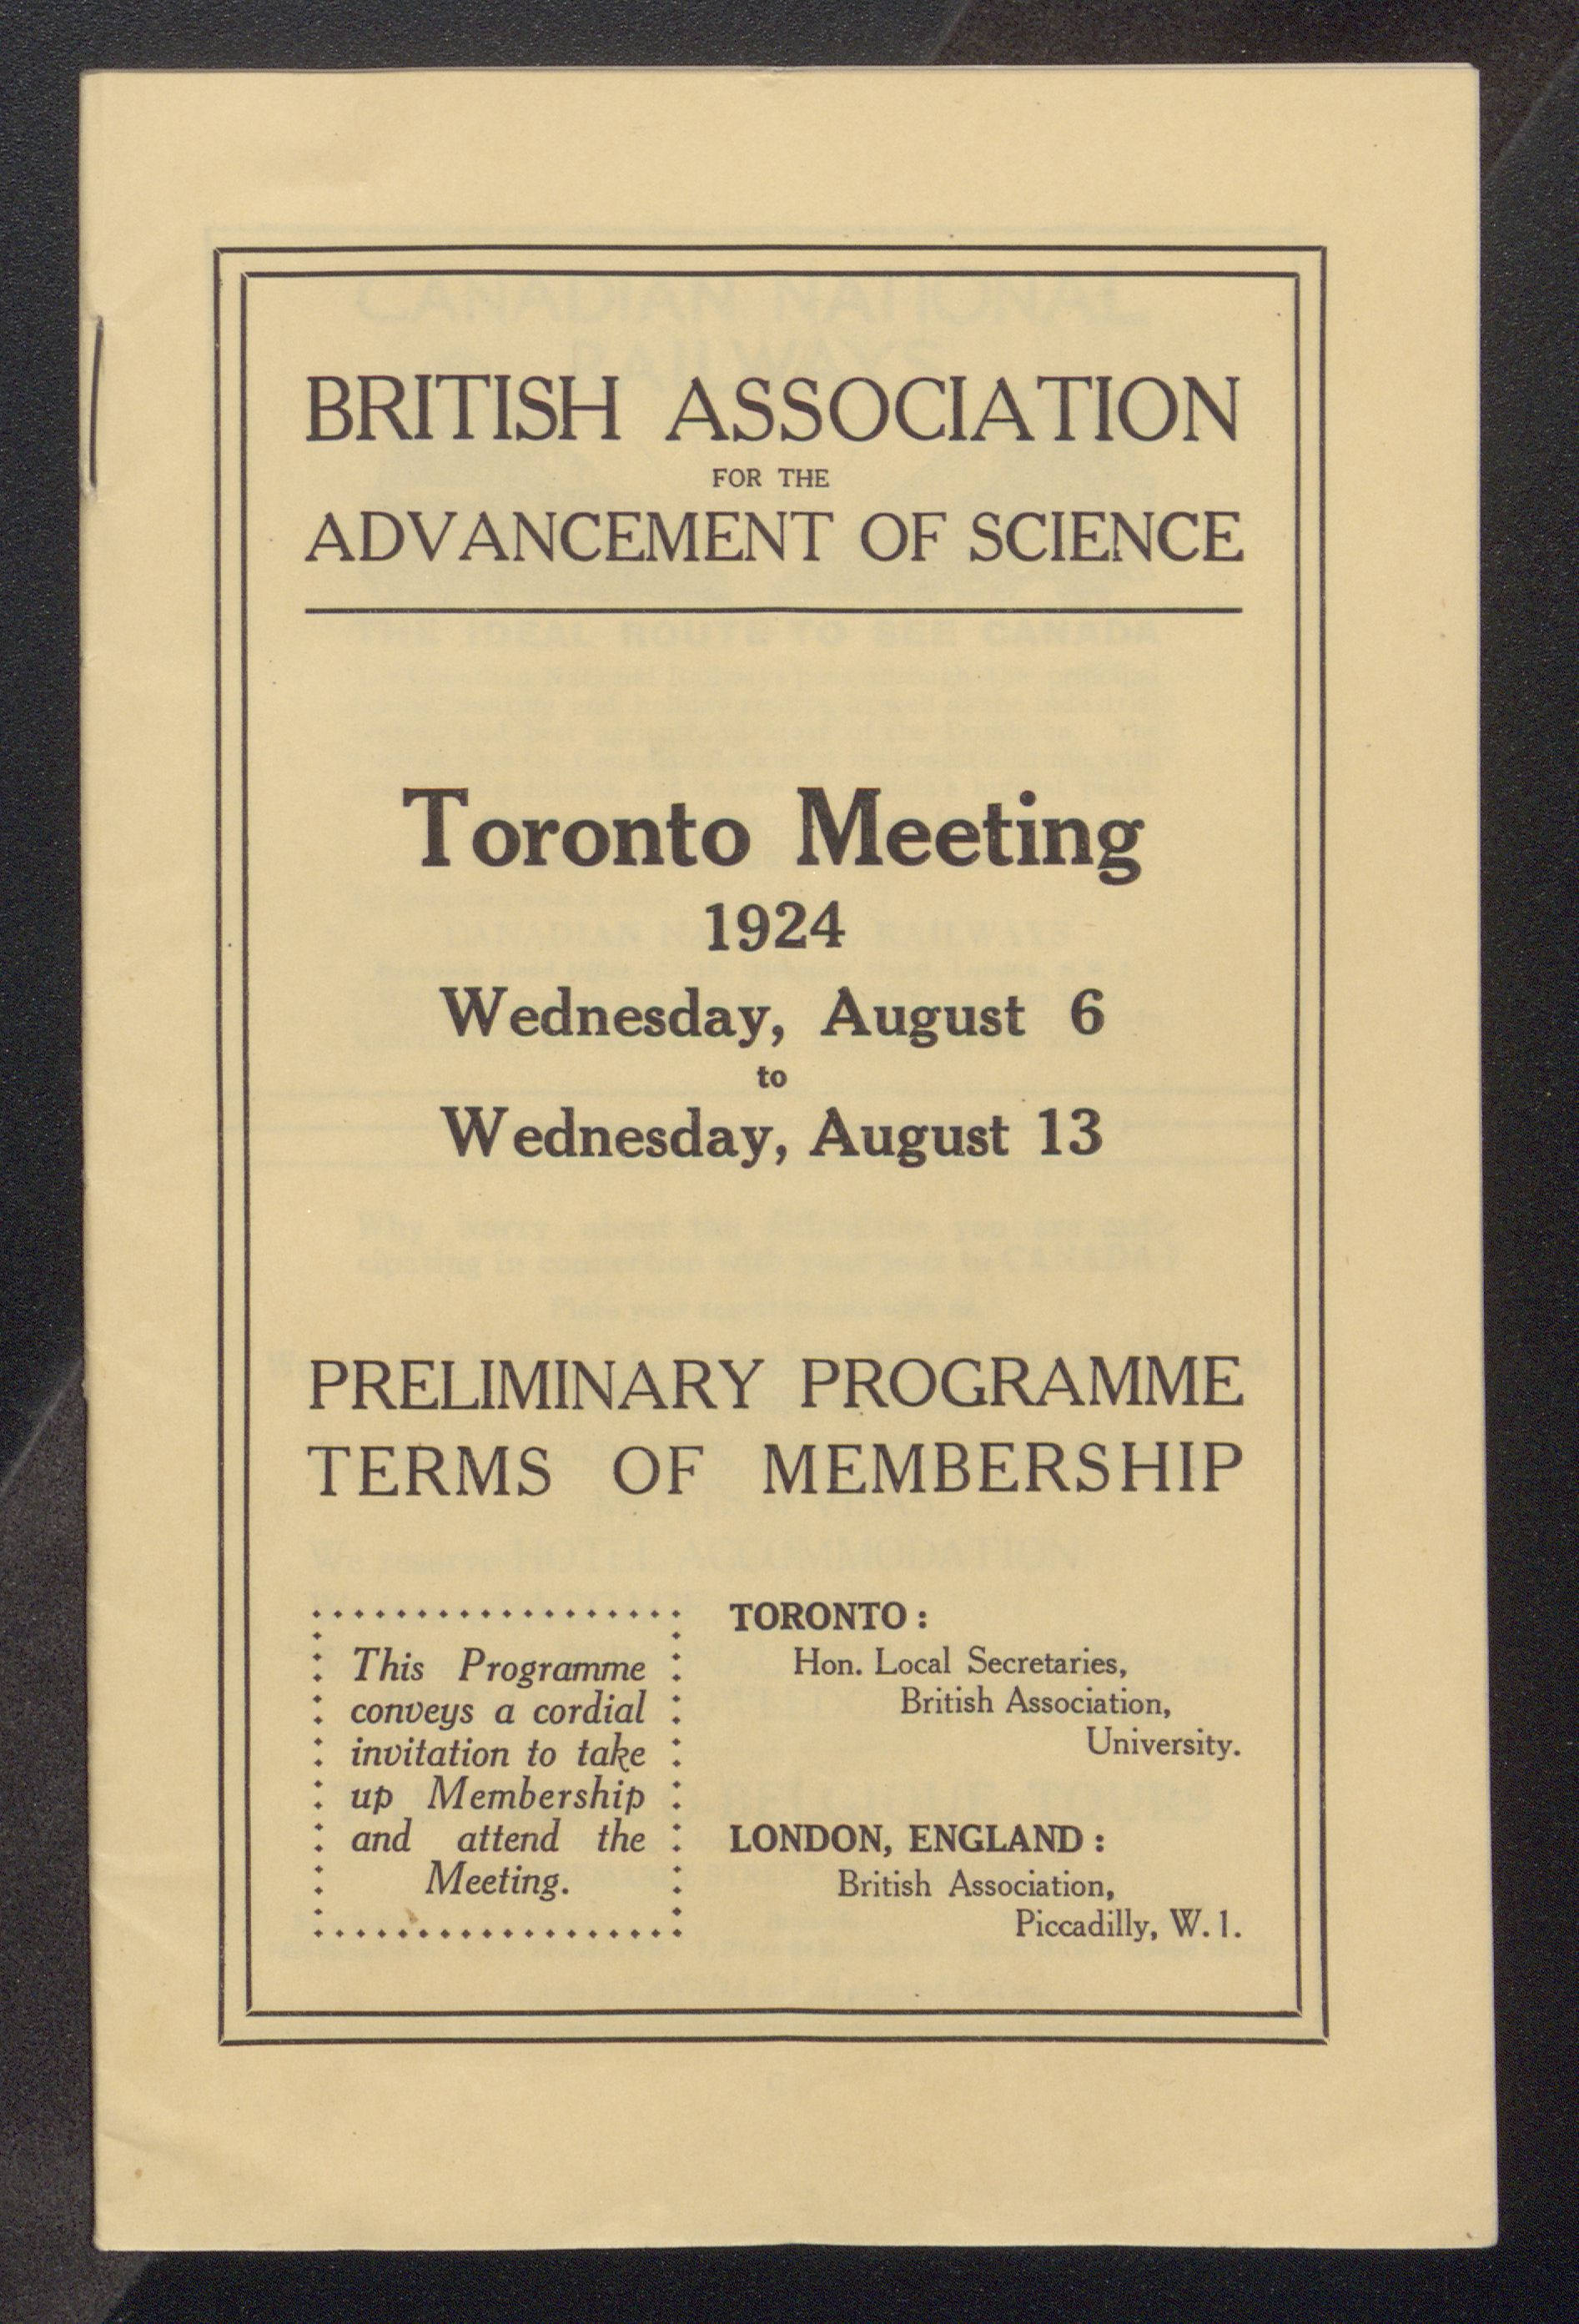 BRITISH ASSOCIATION
FOR THE
ADVANCEMENT OF SCIENCE
Toronto Meeting
1924
Wednesday, August 6
to
Wednesday, August 13
PRELIMINARY PROGRAMME
TERMS OF MEMBERSHIP
This Programme
conveys a cordial
invitation to take
up Membership
and attend the
Meeting.
TORONTO:
Hon. Local Secretaries,
British Association,
University.
LONDON, ENGLAND:
British Association,
Piccadilly, W.1.